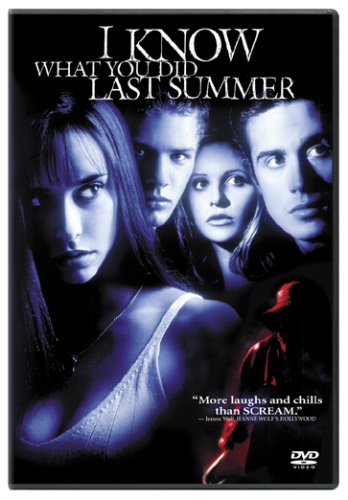 I KNOW
WHAT YOU DID
LAST SUMMER
"More laughs and chills
than SCREAM."
— Jeanne Wolf, JEANNE WOLF'S HOLLYWOOD
DVD
VIDEO